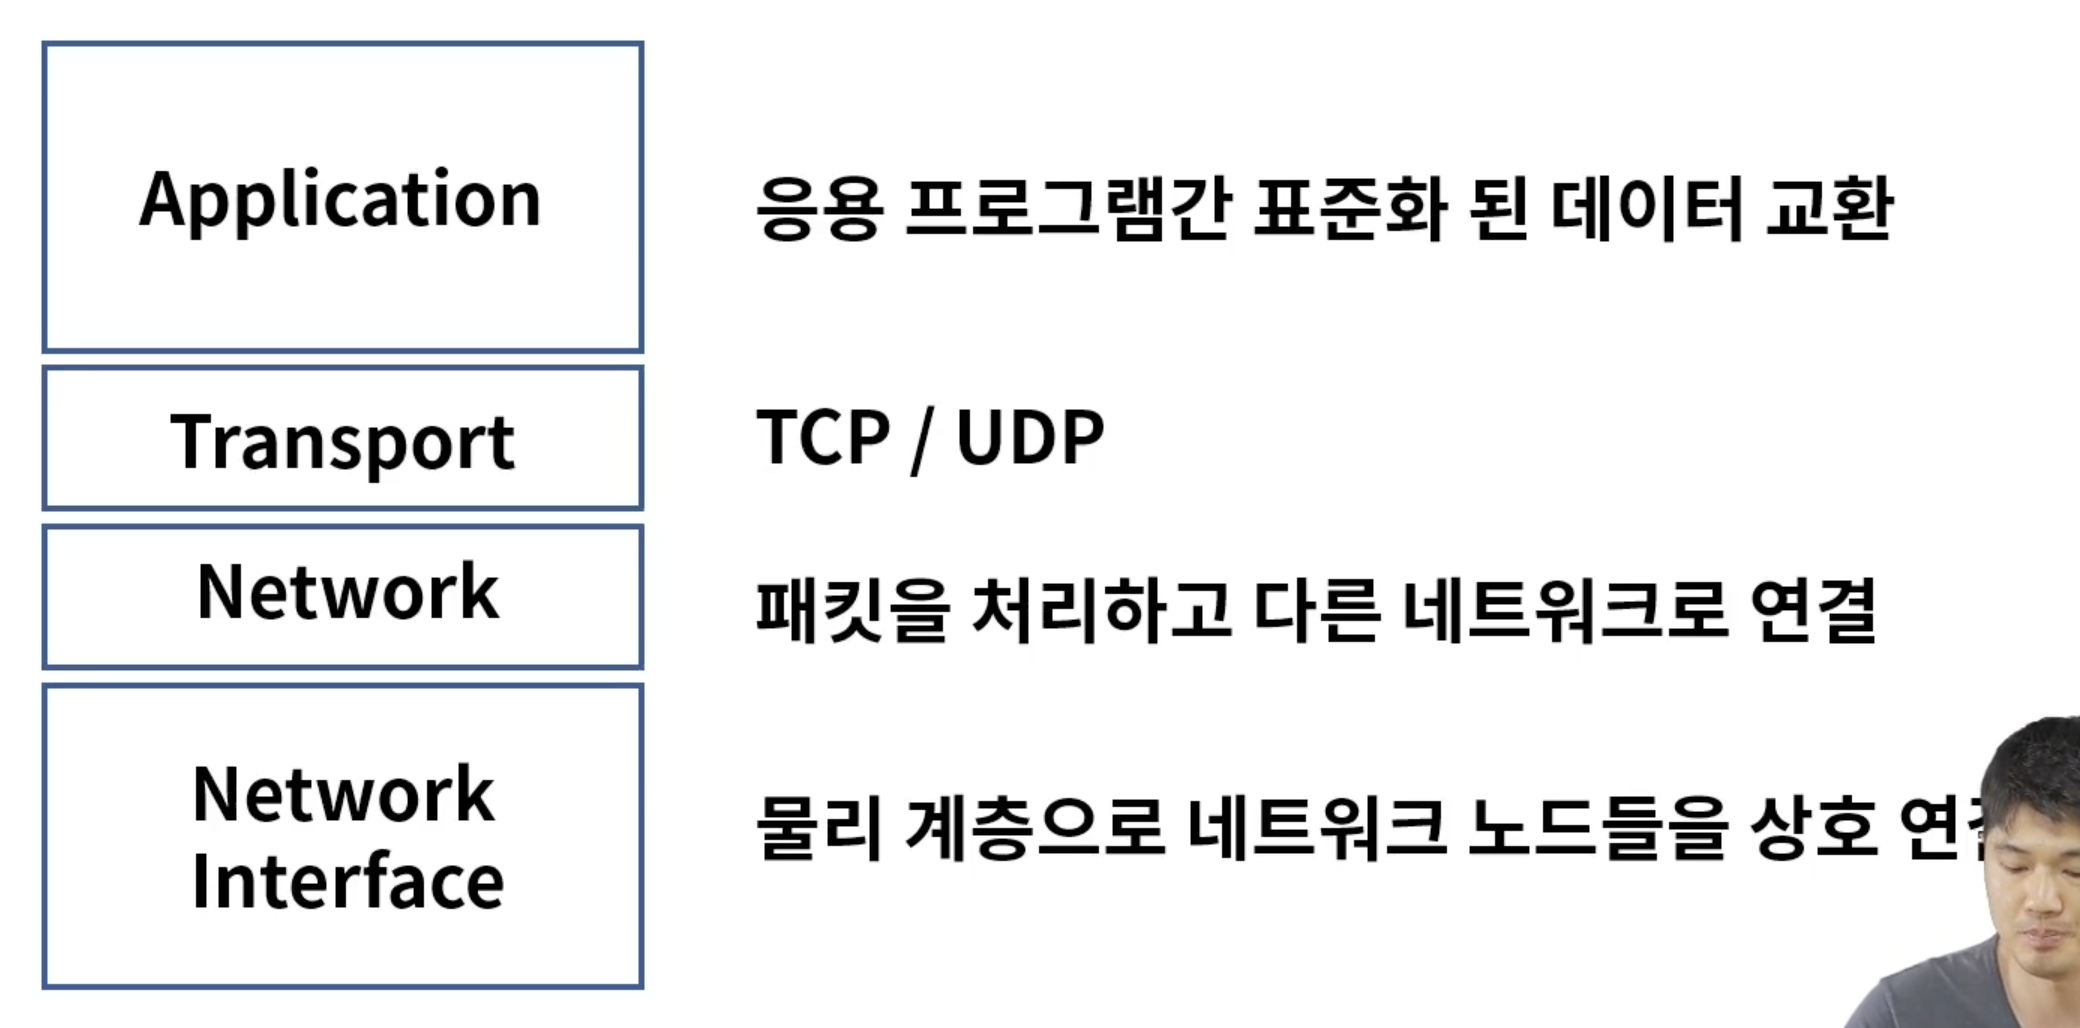 Application
응용 프로그램간 표준화 된 데이터 교환
Transport
TCP / UDP
Network
패킷을 처리하고 다른 네트워크로 연결
Network
Interface
물리 계층으로 네트워크 노드들을 상호